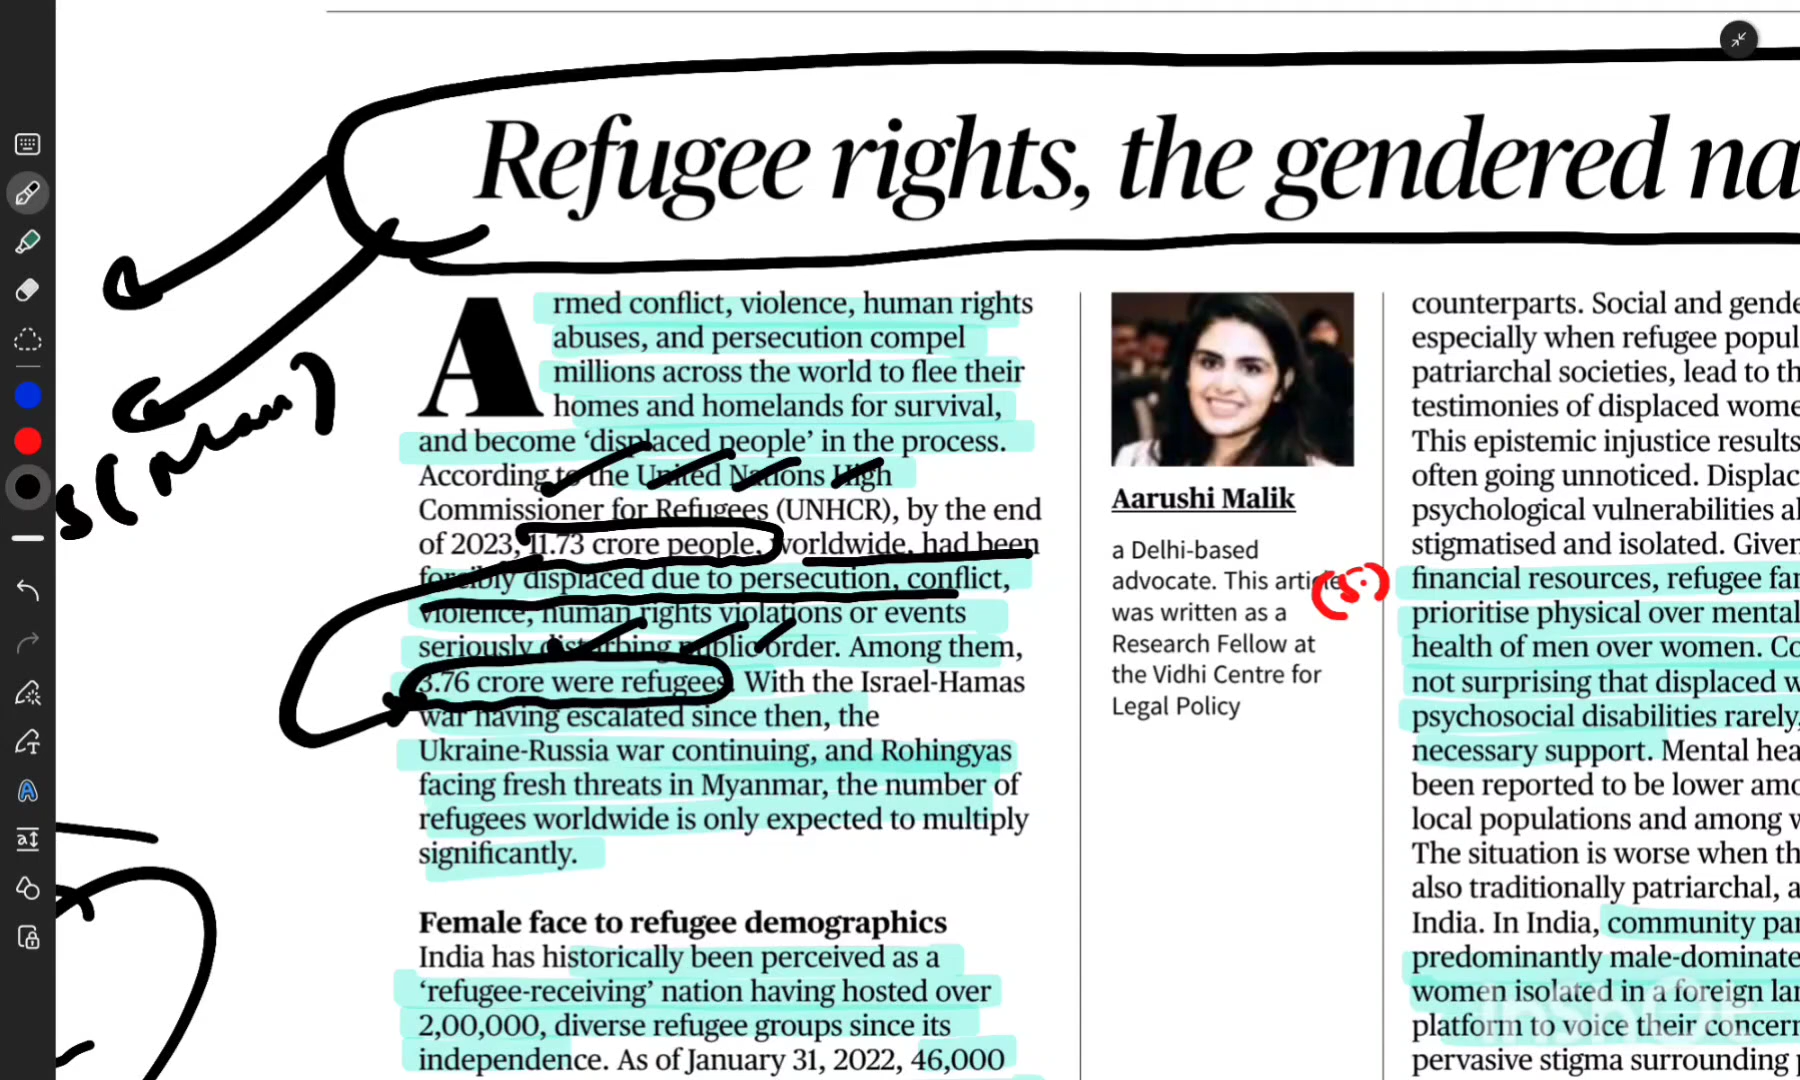 Refugee rights, the gendered na
Armed conflict, violence, human rights
abuses, and persecution compel
millions across the world to flee their
homes and homelands for survival,
and become ‘displaced people’ in the process.
According to the United Nations High
Commissioner for Refugees (UNHCR), by the end
of 2023, 11.73 crore people, worldwide, had been
forcibly displaced due to persecution, conflict,
violence, human rights violations or events
seriously disturbing public order. Among them,
3.76 crore were refugees. With the Israel-Hamas
war having escalated since then, the
Ukraine-Russia war continuing, and Rohingyas
facing fresh threats in Myanmar, the number of
refugees worldwide is only expected to multiply
significantly.
Female face to refugee demographics
India has historically been perceived as a
‘refugee-receiving’ nation having hosted over
2,00,000, diverse refugee groups since its
independence. As of January 31, 2022, 46,000
Aarushi Malik
a Delhi-based
advocate. This article
was written as a
Research Fellow at
the Vidhi Centre for
Legal Policy
counterparts. Social and gende
especially when refugee popul
patriarchal societies, lead to th
testimonies of displaced wome
This epistemic injustice results
often going unnoticed. Displac
psychological vulnerabilities al
stigmatised and isolated. Given
financial resources, refugee fam
prioritise physical over mental
health of men over women. Co
not surprising that displaced w
psychosocial disabilities rarely,
necessary support. Mental hea
been reported to be lower amo
local populations and among w
The situation is worse when th
also traditionally patriarchal, a
India. In India, community par
predominantly male-dominate
women isolated in a foreign lan
platform to voice their concern
pervasive stigma surrounding p